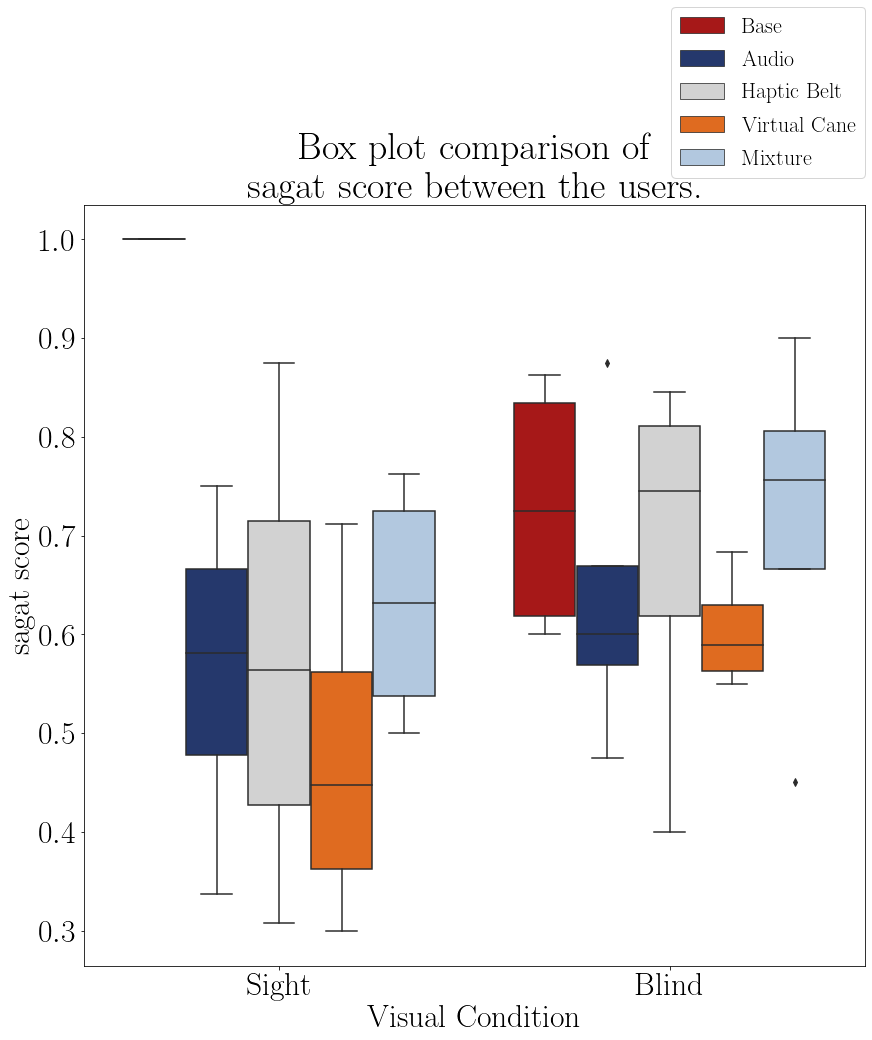 Base
Audio
Haptic Belt
Virtual Cane
Mixture
Box plot comparison of
sagat score between the users.
1.0
0.9
0.8
0.7
0.6
0.5
0.4
0.3
sagat score
Sight
Blind
Visual Condition